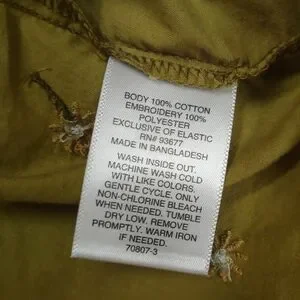 BODY 100% COTTON
EMBROIDERY 100%
POLYESTER
EXCLUSIVE OF ELASTIC
RN# 93677
MADE IN BANGLADESH
WASH INSIDE OUT.
MACHINE WASH COLD
WITH LIKE COLORS.
GENTLE CYCLE. ONLY
NON-CHLORINE BLEACH
WHEN NEEDED. TUMBLE
DRY LOW. REMOVE
PROMPTLY. WARM IRON
IF NEEDED.
70807-3